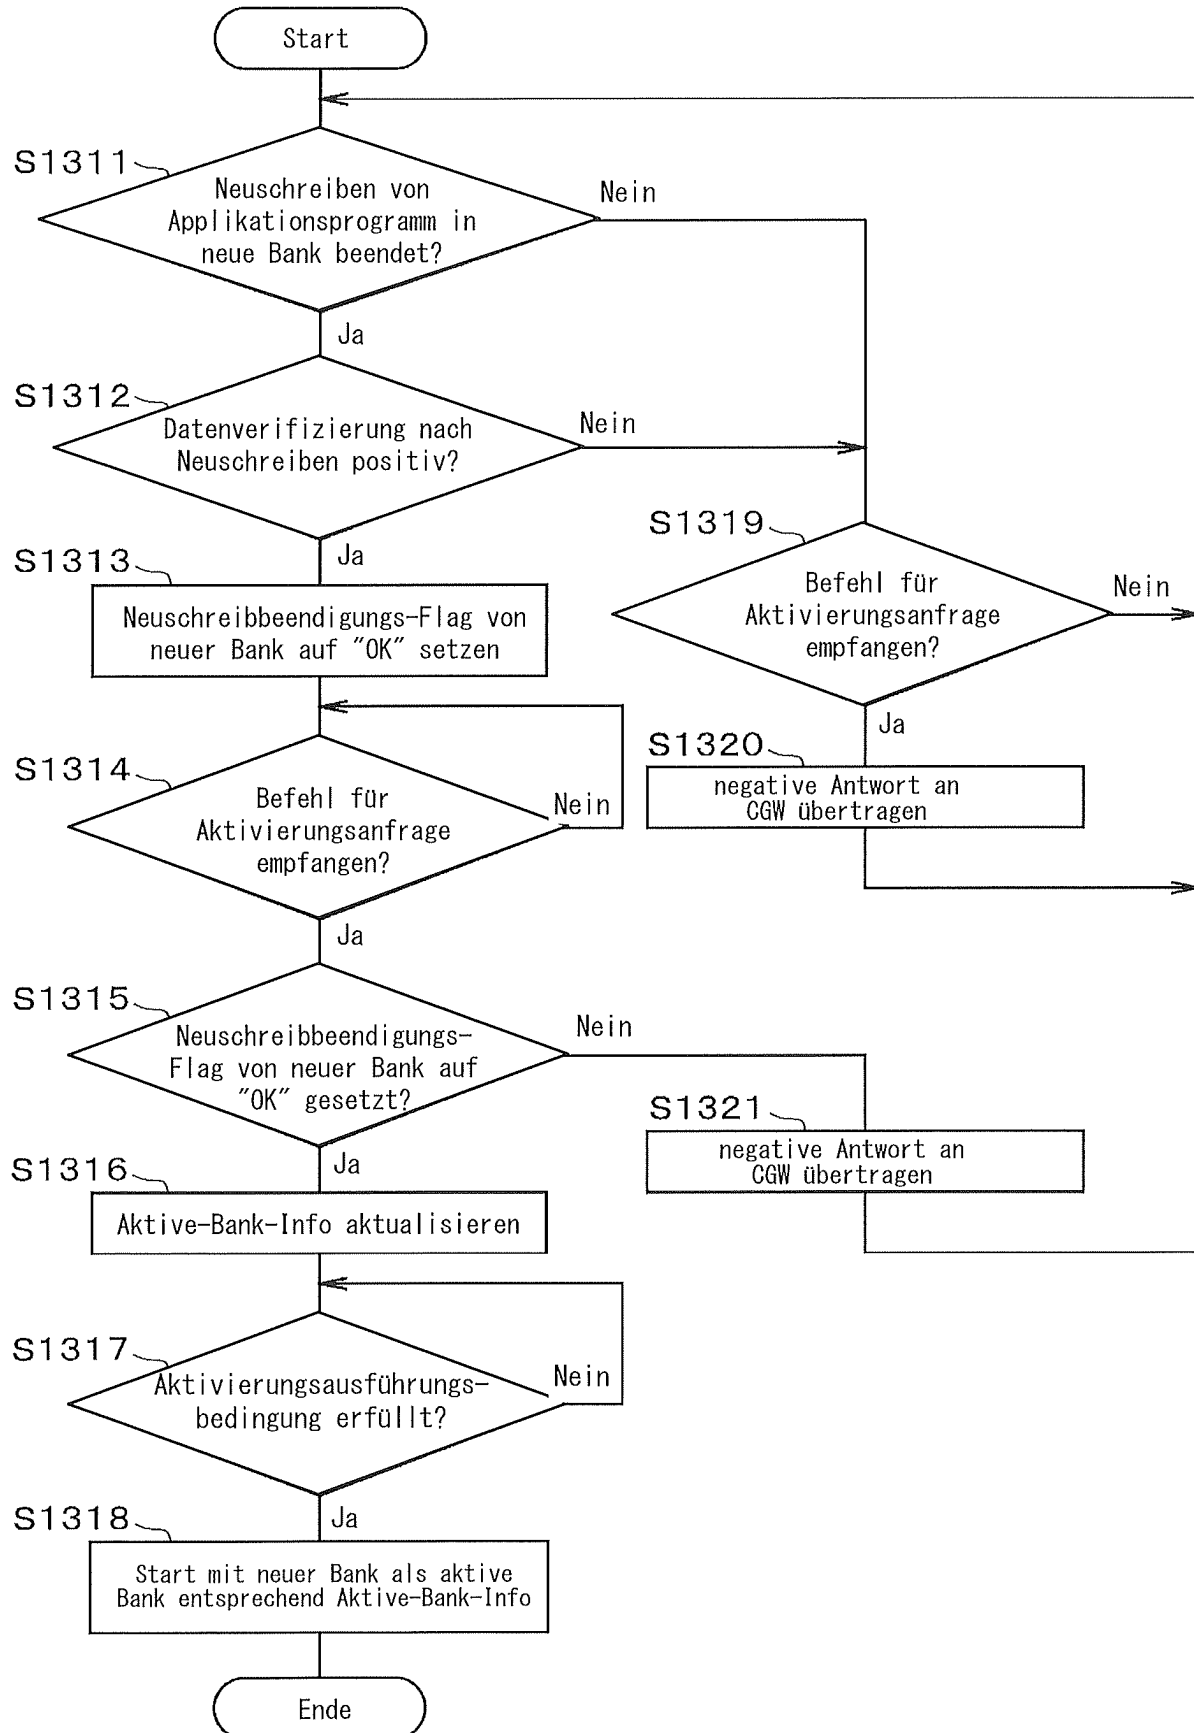 Start
S1311
Neuschreiben von
Applikationsprogramm in
neue Bank beendet?
Nein
Ja
S1312
Datenverifizierung nach
Neuschreiben positiv?
Nein
Ja
S1313
Neuschreibbeendigungs-Flag von
neuer Bank auf "OK" setzen
S1314
Befehl für
Aktivierungsanfrage
empfangen?
Nein
Ja
S1315
Neuschreibbeendigungs-
Flag von neuer Bank auf
"OK" gesetzt?
Nein
Ja
S1316
Aktive-Bank-Info aktualisieren
S1317
Aktivierungsausführungs-
bedingung erfüllt?
Nein
Ja
S1318
Start mit neuer Bank als aktive
Bank entsprechend Aktive-Bank-Info
Ende
S1319
Befehl für
Aktivierungsanfrage
empfangen?
Nein
Ja
S1320
negative Antwort an
CGW übertragen
S1321
negative Antwort an
CGW übertragen